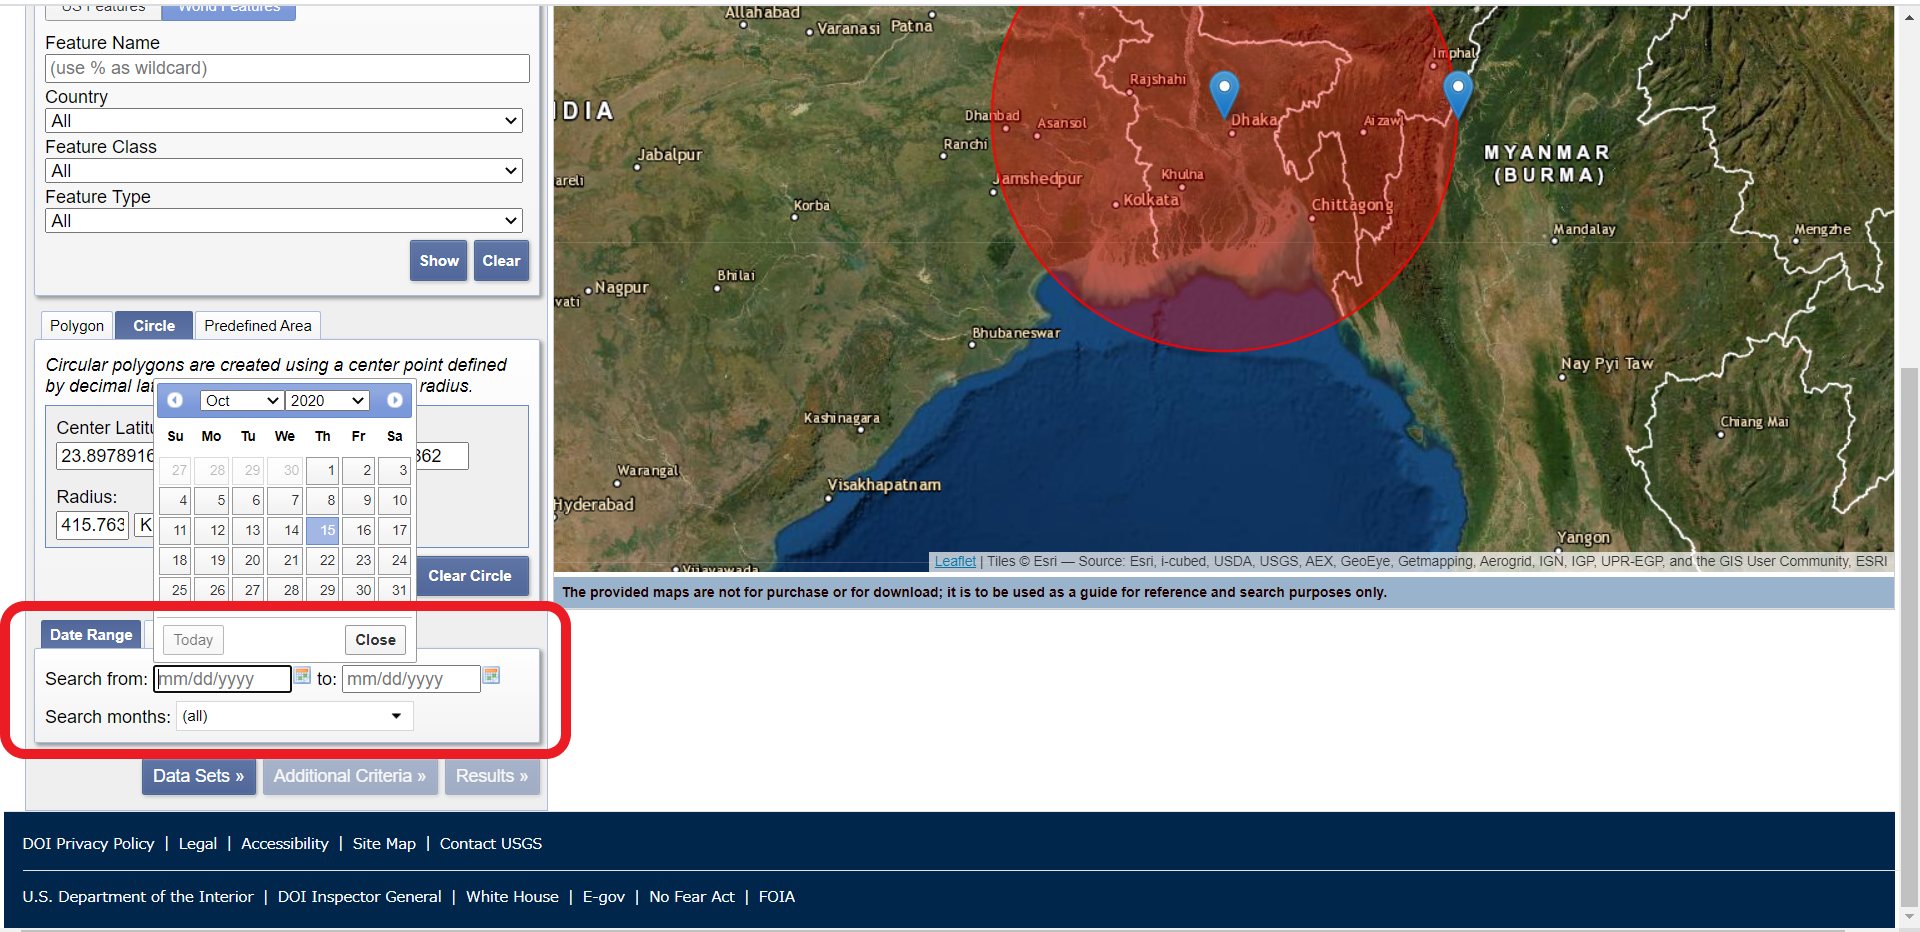 US Features World Features
Feature Name
(use % as wildcard)
Country
All
Feature Class
All
Feature Type
All
Show Clear
Polygon Circle Predefined Area
Circular polygons are created using a center point defined
by decimal lat radius.
Oct 2020
Su Mo Tu We Th Fr Sa
27 28 29 30 1 2 3
4 5 6 7 8 9 10
11 12 13 14 15 16 17
18 19 20 21 22 23 24
25 26 27 28 29 30 31
Today Close
Center Latitu
23.8978916 362
Radius:
415.763 K
Clear Circle
Date Range
Search from: mm/dd/yyyy to: mm/dd/yyyy
Search months: (all)
Data Sets » Additional Criteria » Results »
Allahabad
Varanasi Patna
Imphal
Rajshahi
NDIA
Dhanbad
Asansol
Dhaka
Aizawl
Ranchi
Jabalpur
MYANMAR
(BURMA)
areli
Jamshedpur
Khulna
Korba
Kolkata
Chittagong
Mandalay
Mengzhe
Bhilai
Nagpur
vati
Bhubaneswar
Nay Pyi Taw
Kashinagara
Chiang Mai
Warangal
Visakhapatnam
Hyderabad
Yangon
Vijayawada
Leaflet | Tiles © Esri — Source: Esri, i-cubed, USDA, USGS, AEX, GeoEye, Getmapping, Aerogrid, IGN, IGP, UPR-EGP, and the GIS User Community, ESRI
The provided maps are not for purchase or for download; it is to be used as a guide for reference and search purposes only.
DOI Privacy Policy | Legal | Accessibility | Site Map | Contact USGS
U.S. Department of the Interior | DOI Inspector General | White House | E-gov | No Fear Act | FOIA